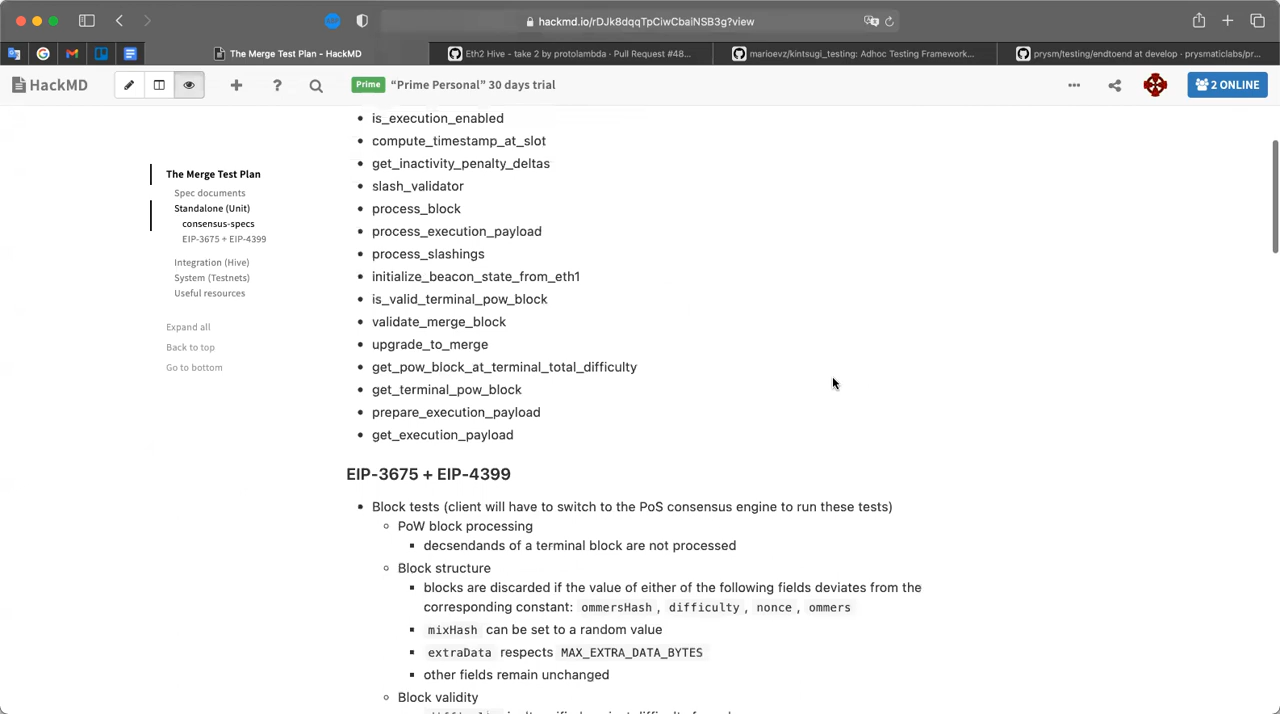 hackmd.io/rDJk8dqqTpCiwCbaiNSB3g?view
The Merge Test Plan - HackMD
Eth2 Hive - take 2 by protolambda · Pull Request #48...
marioevz/kintsugi_testing: Adhoc Testing Framework...
prysm/testing/endtoend at develop · prysmaticlabs/pr...
HackMD
Prime "Prime Personal" 30 days trial
2 ONLINE
The Merge Test Plan
Spec documents
Standalone (Unit)
consensus-specs
EIP-3675 + EIP-4399
Integration (Hive)
System (Testnets)
Useful resources
Expall all
Back to top
Go to bottom
is_execution_enabled
compute_timestamp_at_slot
get_inactivity_penalty_deltas
slash_validator
process_block
process_execution_payload
process_slashings
initialize_beacon_state_from_eth1
is_valid_terminal_pow_block
validate_merge_block
upgrade_to_merge
get_pow_block_at_terminal_total_difficulty
get_terminal_pow_block
prepare_execution_payload
get_execution_payload
EIP-3675 + EIP-4399
Block tests (client will have to switch to the PoS consensus engine to run these tests)
PoW block processing
decsendands of a terminal block are not processed
Block structure
blocks are discarded if the value of either of the following fields deviates from the
corresponding constant: ommersHash , difficulty , nonce , ommers
mixHash can be set to a random value
extraData respects MAX_EXTRA_DATA_BYTES
other fields remain unchanged
Block validity